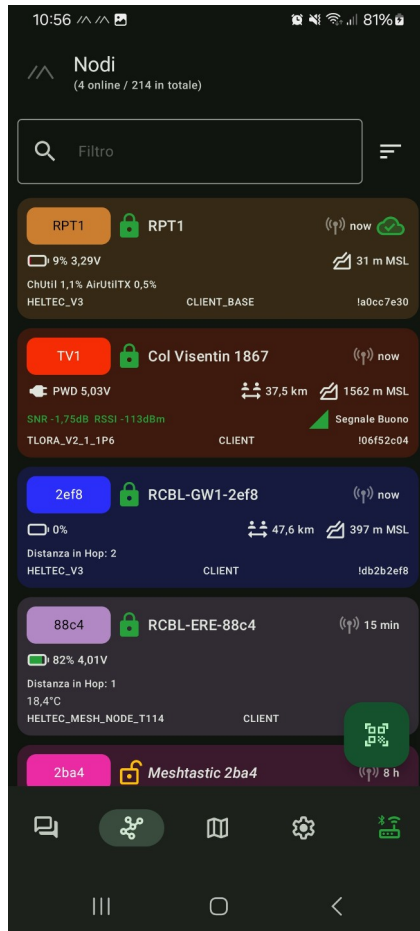 10:56 81%
Nodi
(4 online / 214 in totale)
Filtro
RPT1 RPT1 now
9% 3,29V 31 m MSL
ChUtil 1,1% AirUtilTX 0,5%
HELTEC_V3 CLIENT_BASE !a0cc7e30
TV1 Col Visentin 1867 now
PWD 5,03V 37,5 km 1562 m MSL
SNR -1,75dB RSSI -113dBm Segnale Buono
TLORA_V2_1_1P6 CLIENT !06f52c04
2ef8 RCBL-GW1-2ef8 now
0% 47,6 km 397 m MSL
Distanza in Hop: 2
HELTEC_V3 CLIENT !db2b2ef8
88c4 RCBL-ERE-88c4 15 min
82% 4,01V
Distanza in Hop: 1
18,4°C
HELTEC_MESH_NODE_T114 CLIENT
2ba4 Meshtastic 2ba4 8 h